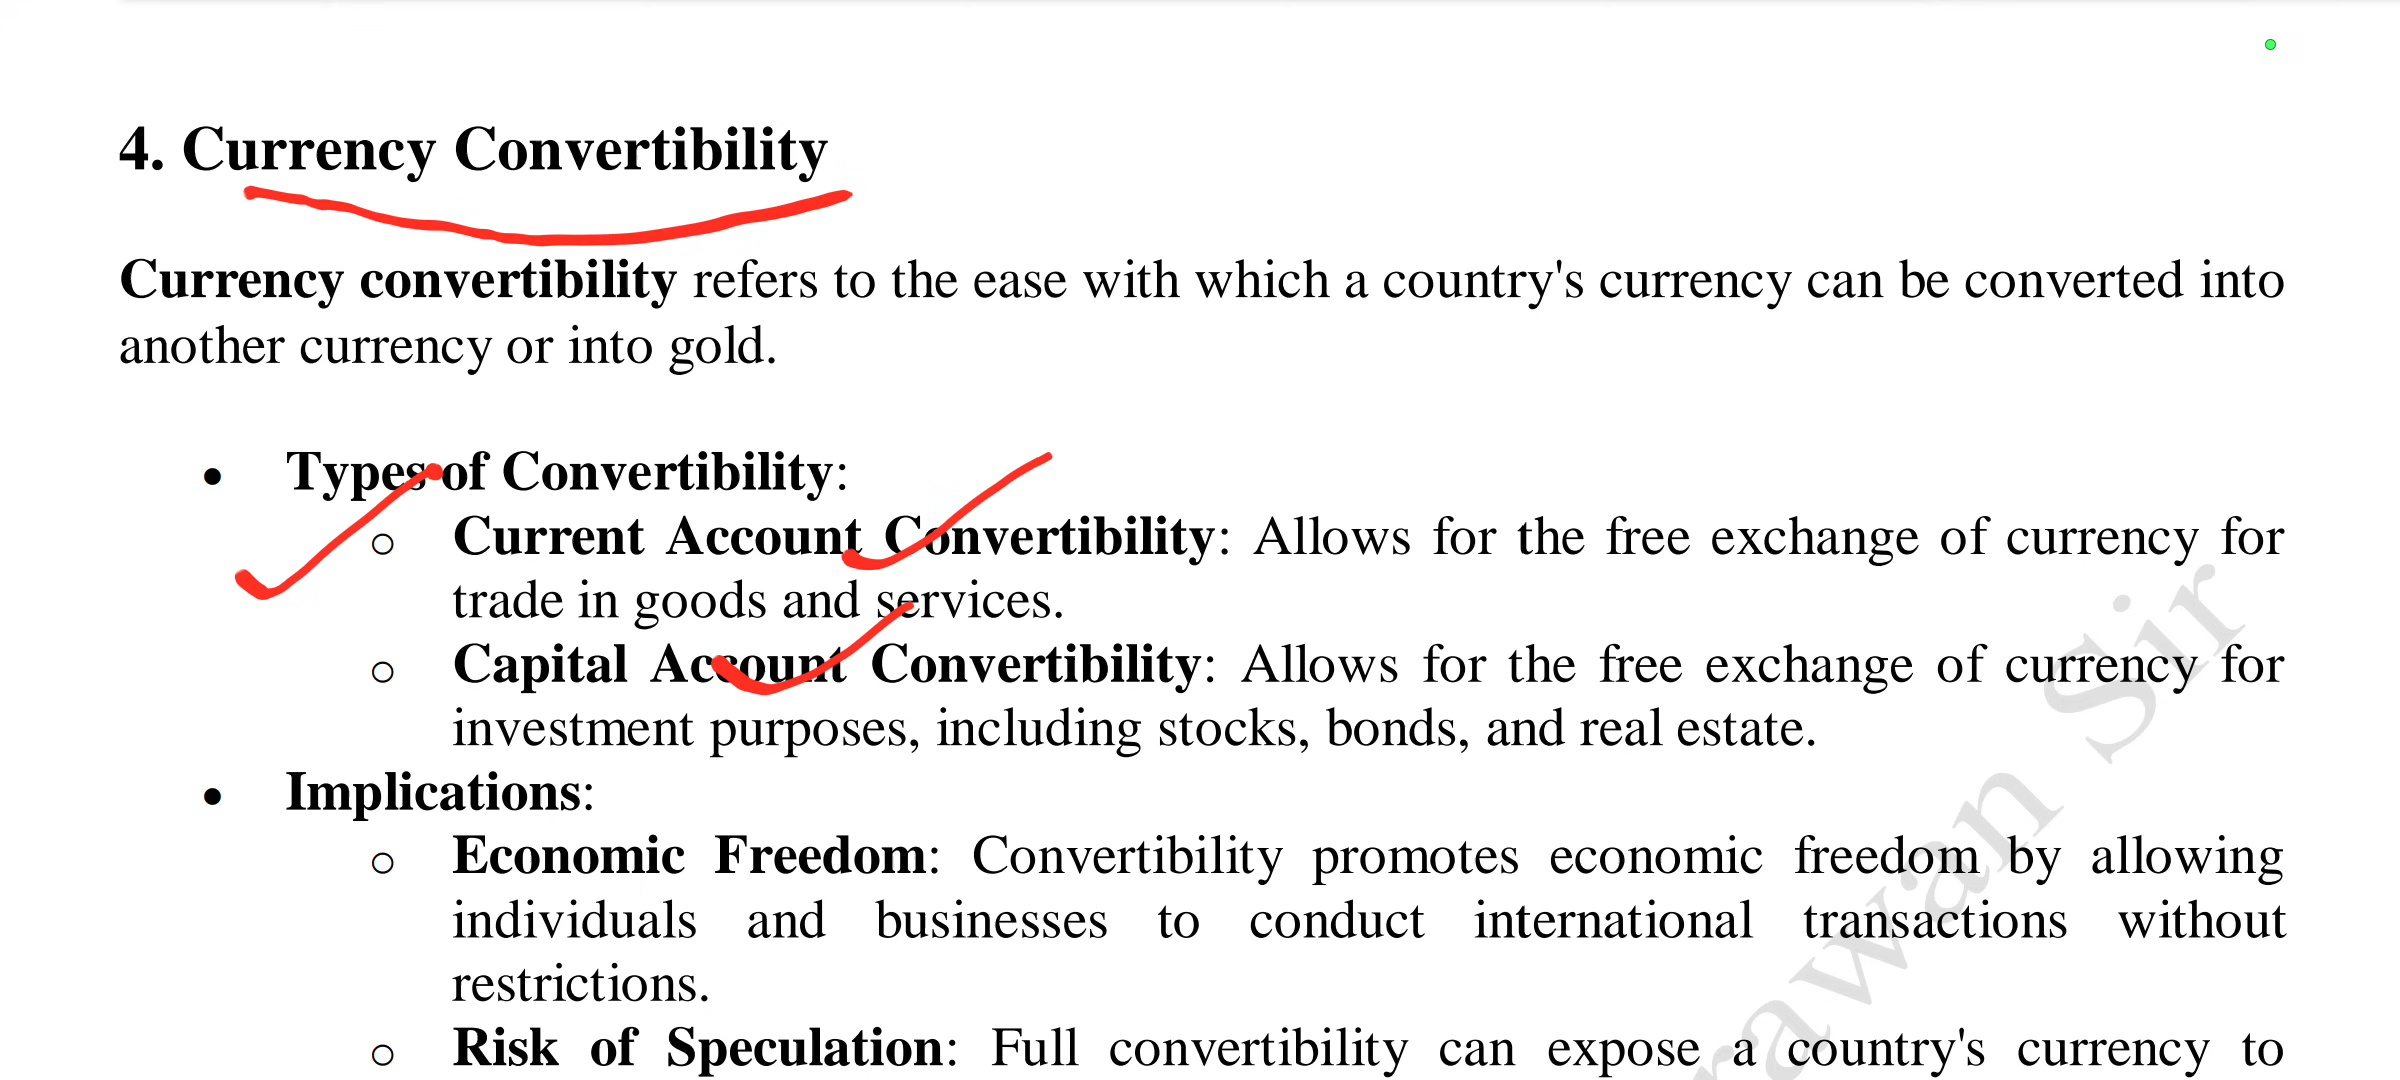 4. Currency Convertibility
Currency convertibility refers to the ease with which a country's currency can be converted into
another currency or into gold.
• Types of Convertibility:
o Current Account Convertibility: Allows for the free exchange of currency for
trade in goods and services.
o Capital Account Convertibility: Allows for the free exchange of currency for
investment purposes, including stocks, bonds, and real estate.
• Implications:
o Economic Freedom: Convertibility promotes economic freedom by allowing
individuals and businesses to conduct international transactions without
restrictions.
o Risk of Speculation: Full convertibility can expose a country's currency to
rawan Sir